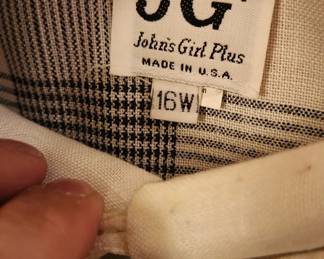 JG
John's Girl Plus
MADE IN U.S.A.
16W